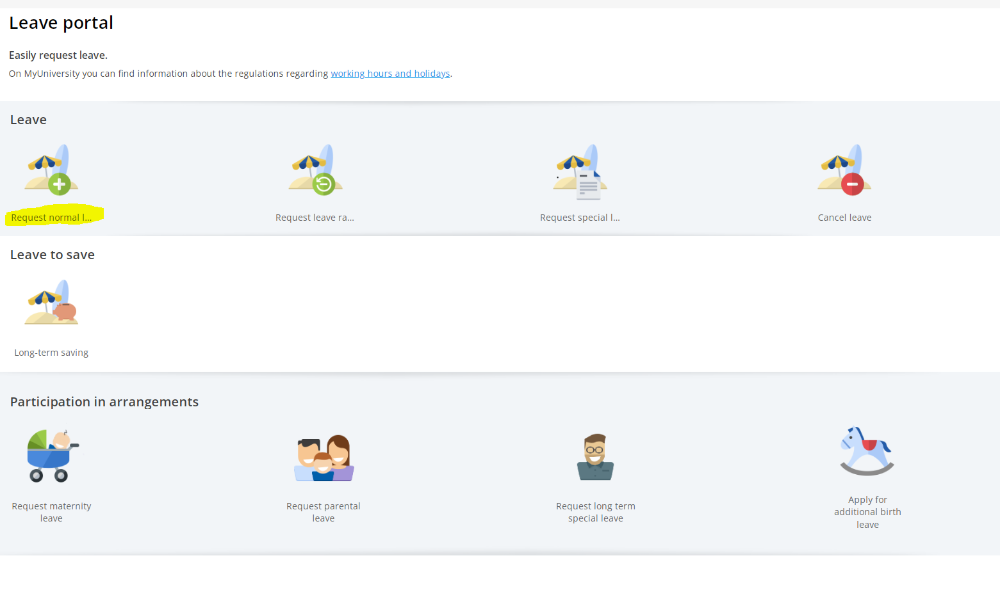 Leave portal
Easily request leave.
On MyUniversity you can find information about the regulations regarding working hours and holidays.
Leave
Request normal l...
Request leave ra...
Request special l...
Cancel leave
Leave to save
Long-term saving
Participation in arrangements
Request maternity
leave
Request parental
leave
Request long term
special leave
Apply for
additional birth
leave